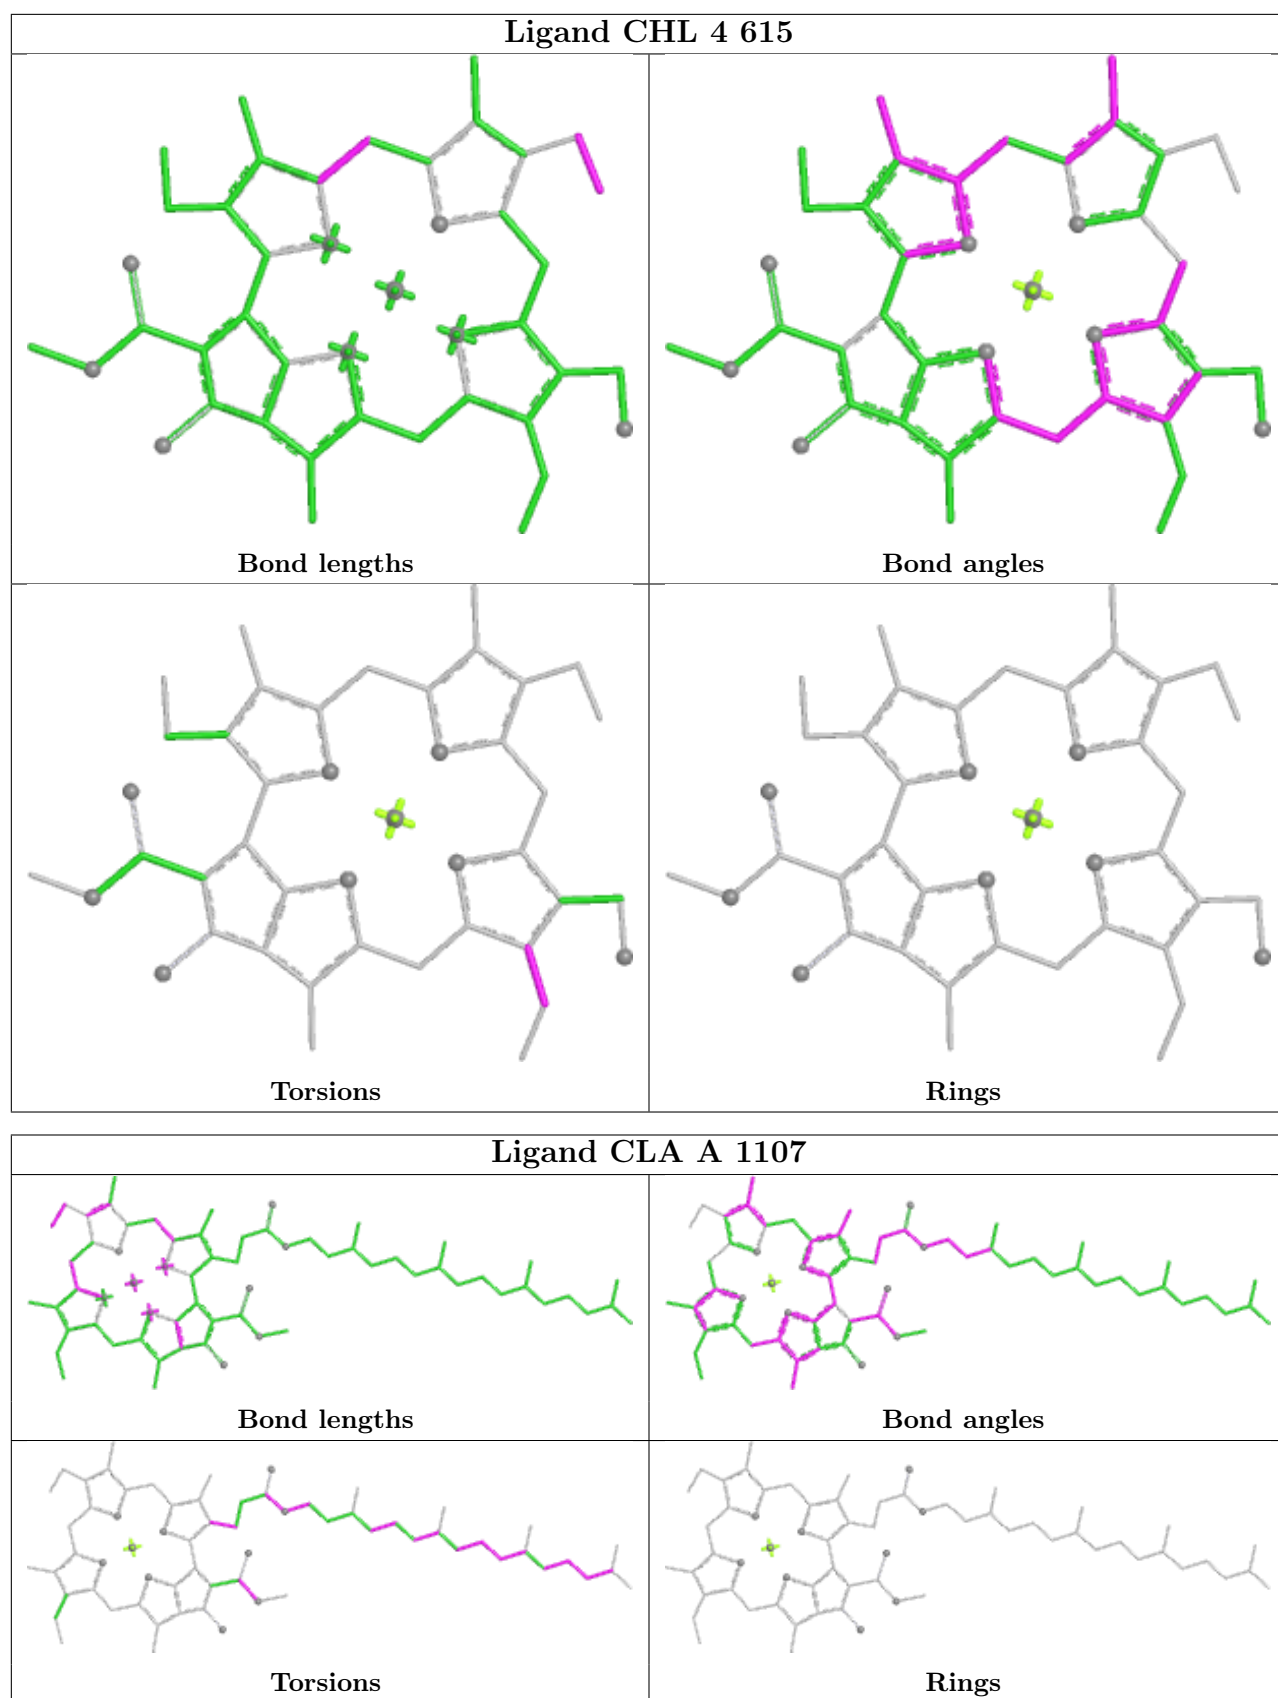 Ligand CHL 4 615
Bond lengths
Bond angles
Torsions
Rings
Ligand CLA A 1107
Bond lengths
Bond angles
Torsions
Rings